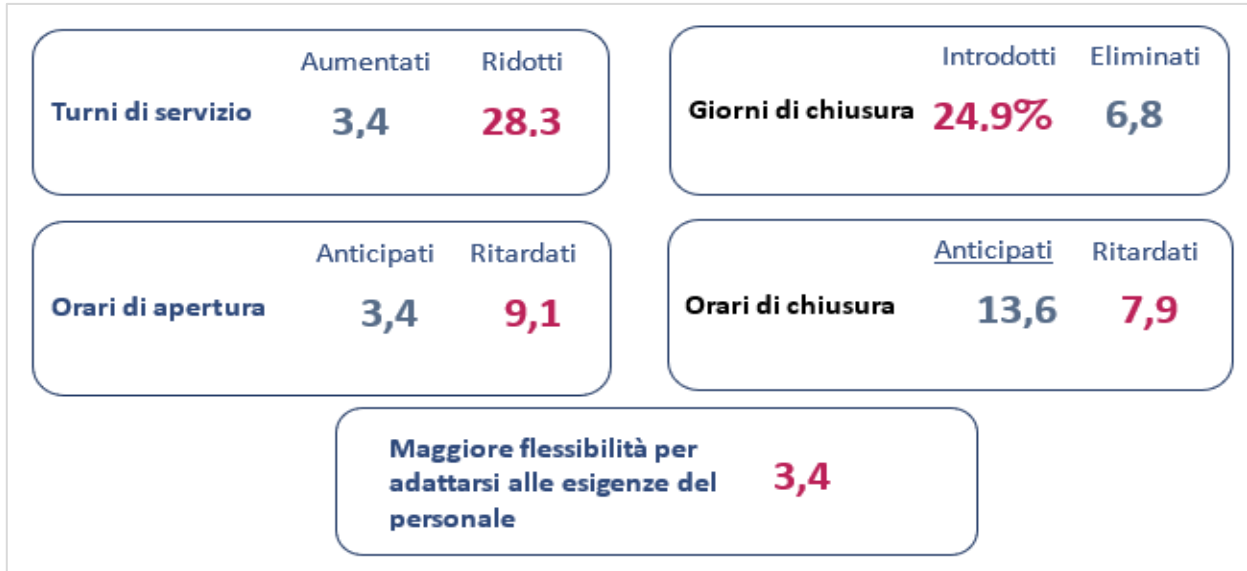 Aumentati Ridotti
Turni di servizio 3,4 28,3
Introdotti Eliminati
Giorni di chiusura 24,9% 6,8
Anticipati Ritardati
Orari di apertura 3,4 9,1
Anticipati Ritardati
Orari di chiusura 13,6 7,9
Maggiore flessibilità per
adattarsi alle esigenze del
personale
3,4